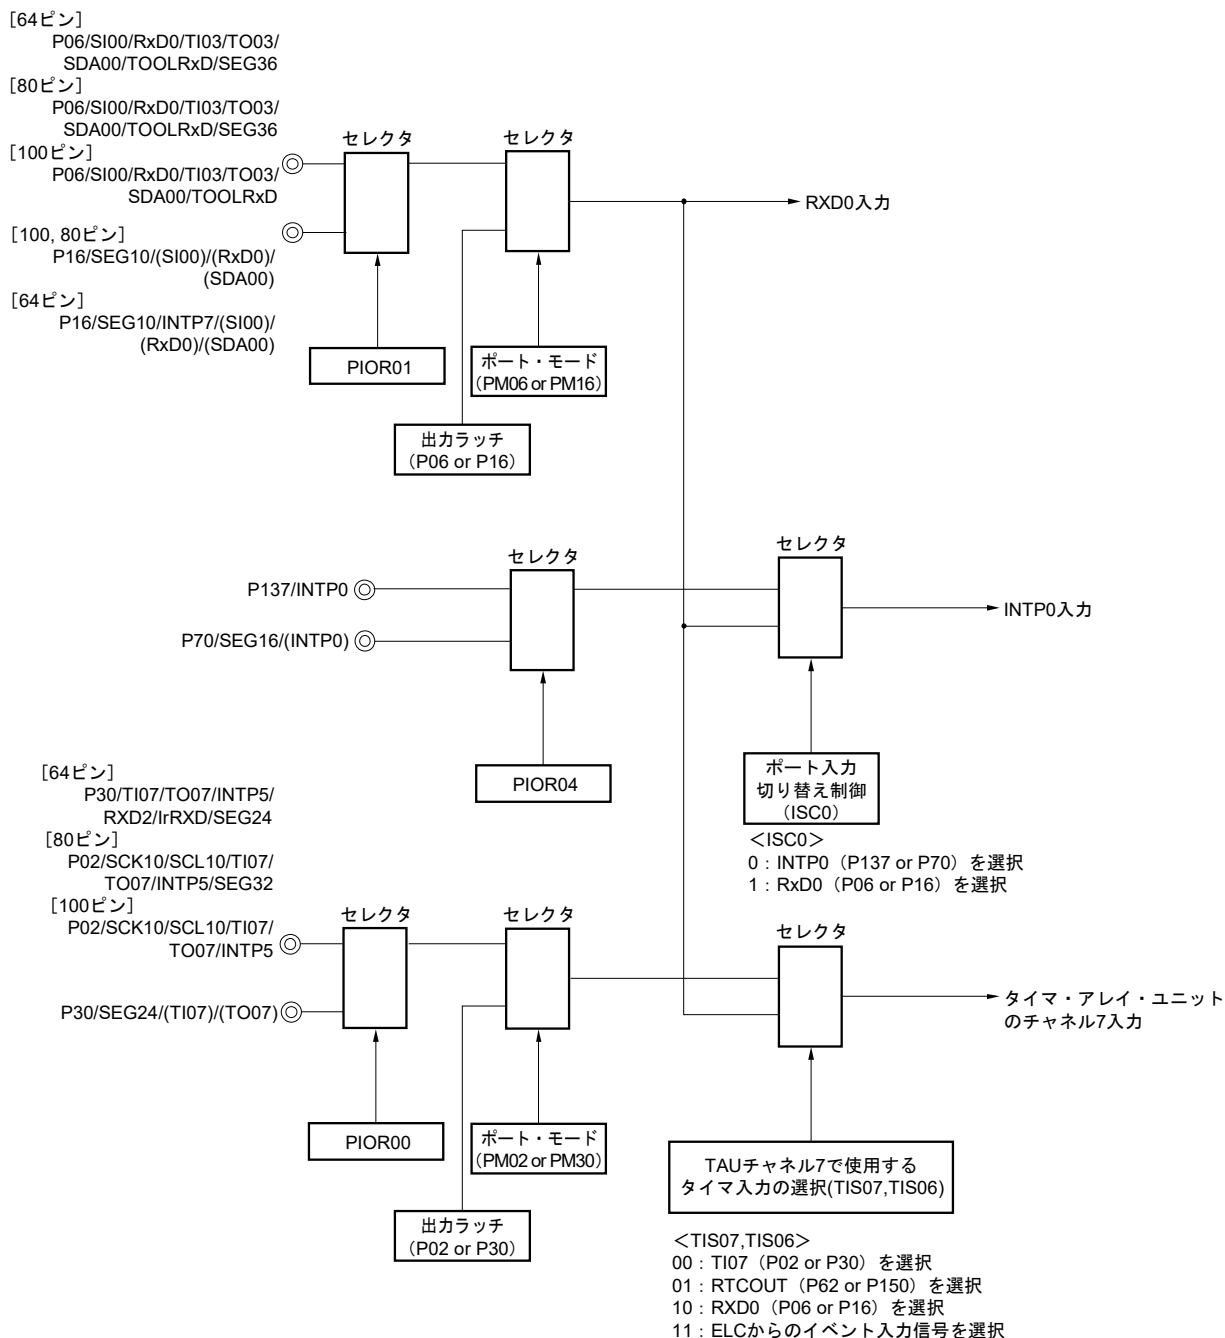 ［64ピン］
P06/SI00/RxD0/TI03/TO03/
SDA00/TOOLRxD/SEG36
［80ピン］
P06/SI00/RxD0/TI03/TO03/
SDA00/TOOLRxD/SEG36
［100ピン］
P06/SI00/RxD0/TI03/TO03/
SDA00/TOOLRxD
［100, 80ピン］
P16/SEG10/(SI00)/(RxD0)/
(SDA00)
［64ピン］
P16/SEG10/INTP7/(SI00)/
(RxD0)/(SDA00)
セレクタ
セレクタ
RXD0入力
PIOR01
ポート・モード
（PM06 or PM16）
出力ラッチ
（P06 or P16）
セレクタ
セレクタ
P137/INTP0
P70/SEG16/(INTP0)
INTP0入力
PIOR04
ポート入力
切り替え制御
（ISC0）
＜ISC0＞
0：INTP0（P137 or P70）を選択
1：RxD0（P06 or P16）を選択
［64ピン］
P30/TI07/TO07/INTP5/
RXD2/IrRXD/SEG24
［80ピン］
P02/SCK10/SCL10/TI07/
TO07/INTP5/SEG32
［100ピン］
P02/SCK10/SCL10/TI07/
TO07/INTP5
P30/SEG24/(TI07)/(TO07)
セレクタ
セレクタ
セレクタ
タイマ・アレイ・ユニット
のチャネル7入力
PIOR00
ポート・モード
（PM02 or PM30）
出力ラッチ
（P02 or P30）
TAUチャネル7で使用する
タイマ入力の選択(TIS07,TIS06)
＜TIS07,TIS06＞
00：TI07（P02 or P30）を選択
01：RTCOUT（P62 or P150）を選択
10：RXD0（P06 or P16）を選択
11：ELCからのイベント入力信号を選択